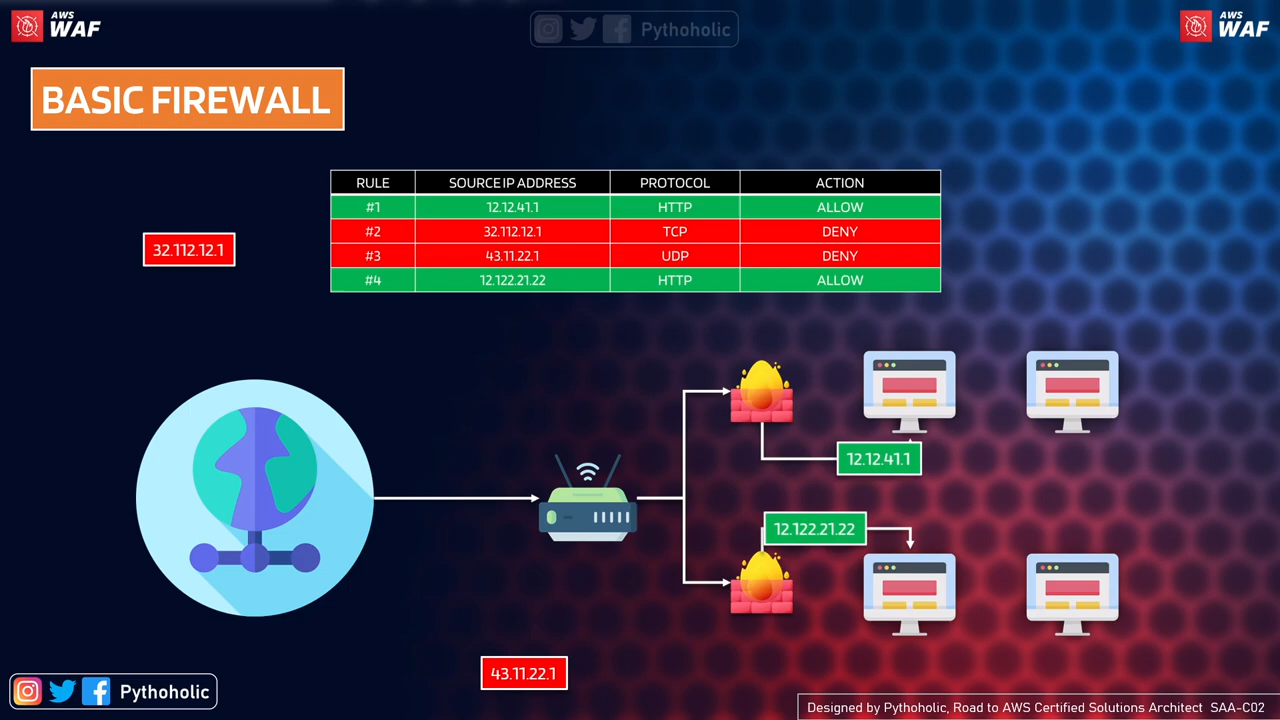 AWS
WAF
Pythoholic
AWS
WAF
BASIC FIREWALL
RULE SOURCE IP ADDRESS PROTOCOL ACTION
#1 12.12.41.1 HTTP ALLOW
#2 32.112.12.1 TCP DENY
#3 43.11.22.1 UDP DENY
#4 12.122.21.22 HTTP ALLOW
32.112.12.1
12.12.41.1
12.122.21.22
43.11.22.1
Pythoholic
Designed by Pythoholic, Road to AWS Certified Solutions Architect SAA-C02